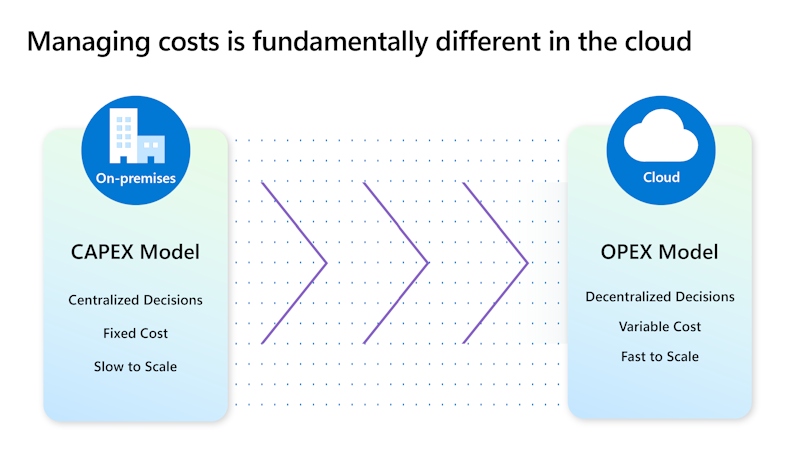 Managing costs is fundamentally different in the cloud
On-premises
CAPEX Model
Centralized Decisions
Fixed Cost
Slow to Scale
Cloud
OPEX Model
Decentralized Decisions
Variable Cost
Fast to Scale